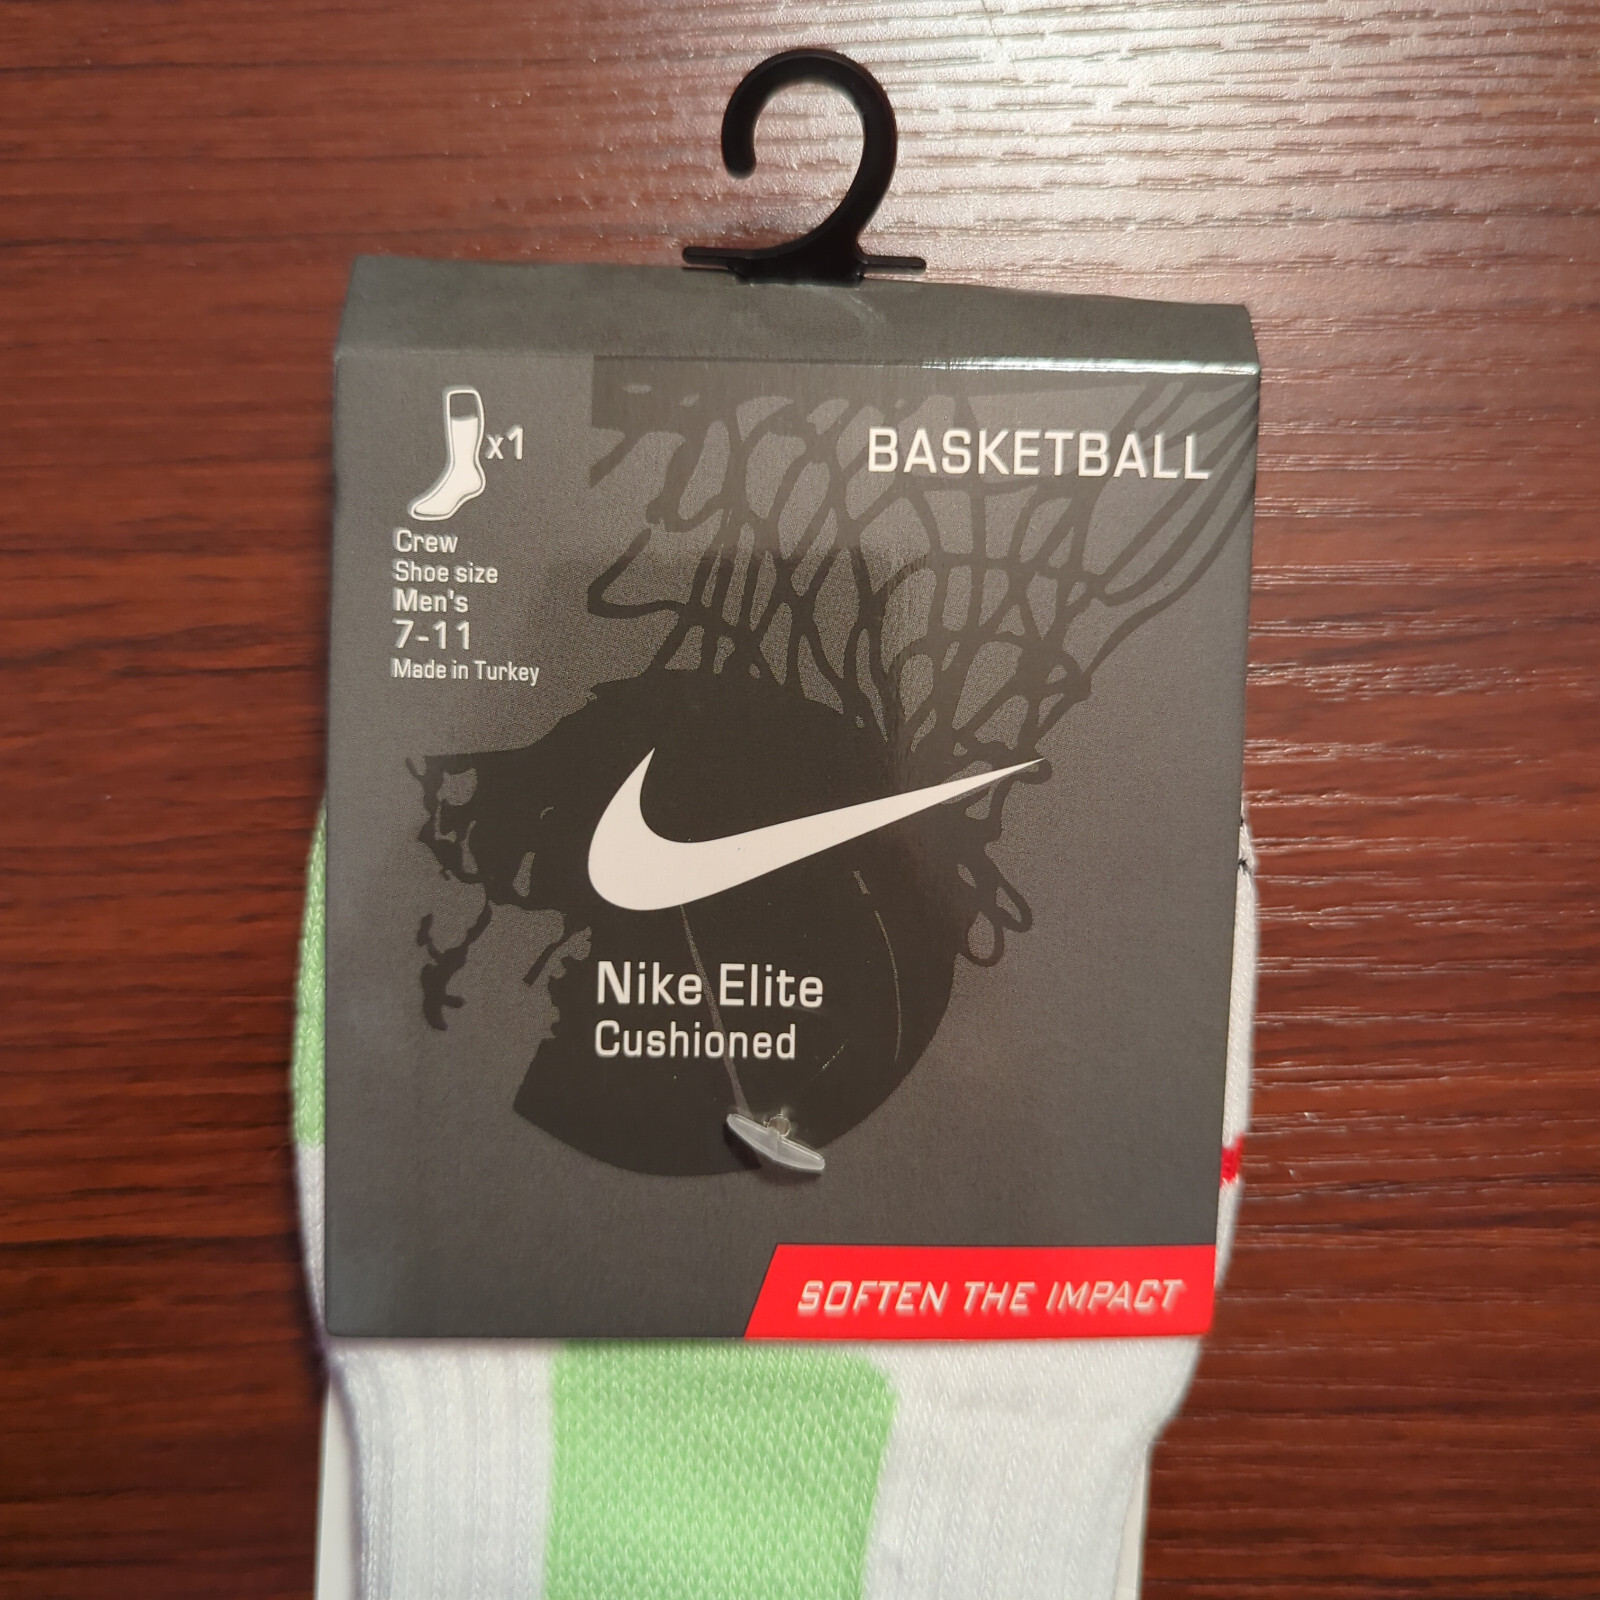 x1
BASKETBALL
Crew
Shoe size
Men's
7-11
Made in Turkey
Nike Elite
Cushioned
SOFTEN THE IMPACT